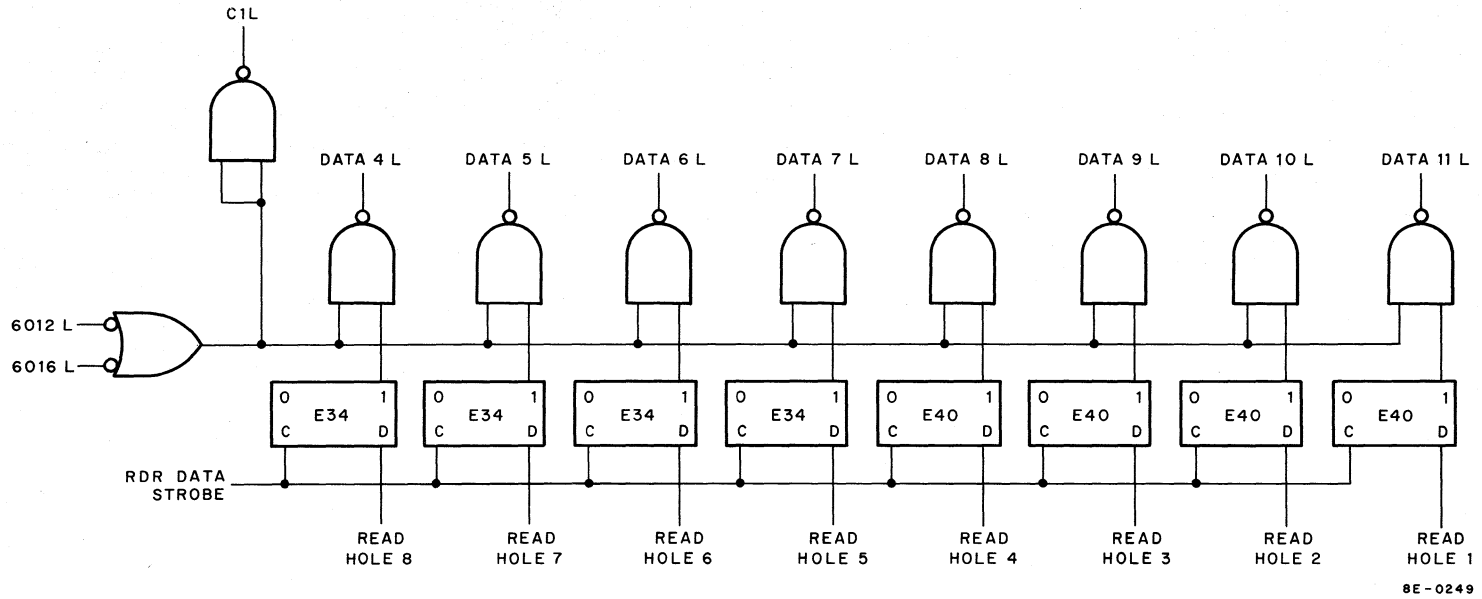 C1L
DATA 4 L
DATA 5 L
DATA 6 L
DATA 7 L
DATA 8 L
DATA 9 L
DATA 10 L
DATA 11 L
6012 L
6016 L
0 1
E34
C D
0 1
E34
C D
0 1
E34
C D
0 1
E34
C D
0 1
E40
C D
0 1
E40
C D
0 1
E40
C D
0 1
E40
C D
RDR DATA
STROBE
READ
HOLE 8
READ
HOLE 7
READ
HOLE 6
READ
HOLE 5
READ
HOLE 4
READ
HOLE 3
READ
HOLE 2
READ
HOLE 1
8E-0249